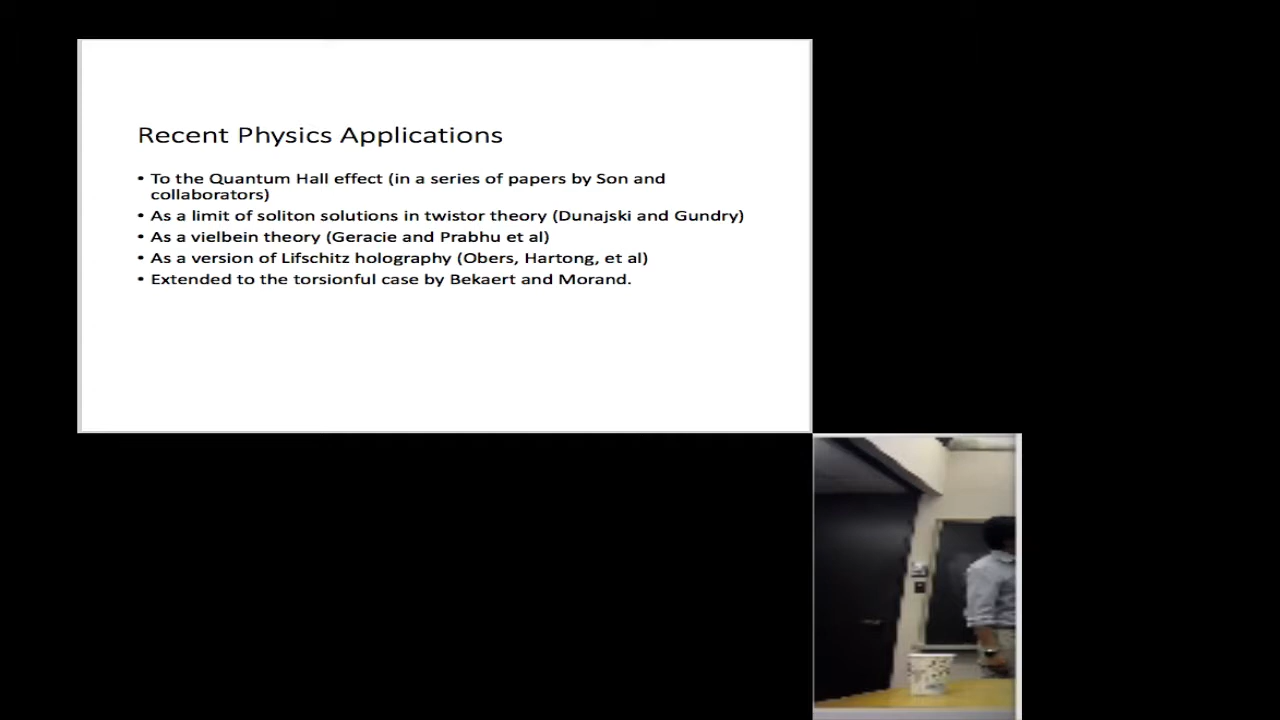 Recent Physics Applications
• To the Quantum Hall effect (in a series of papers by Son and
collaborators)
• As a limit of soliton solutions in twistor theory (Dunajski and Gundry)
• As a vielbein theory (Geracie and Prabhu et al)
• As a version of Lifschitz holography (Obers, Hartong, et al)
• Extended to the torsionful case by Bekaert and Morand.